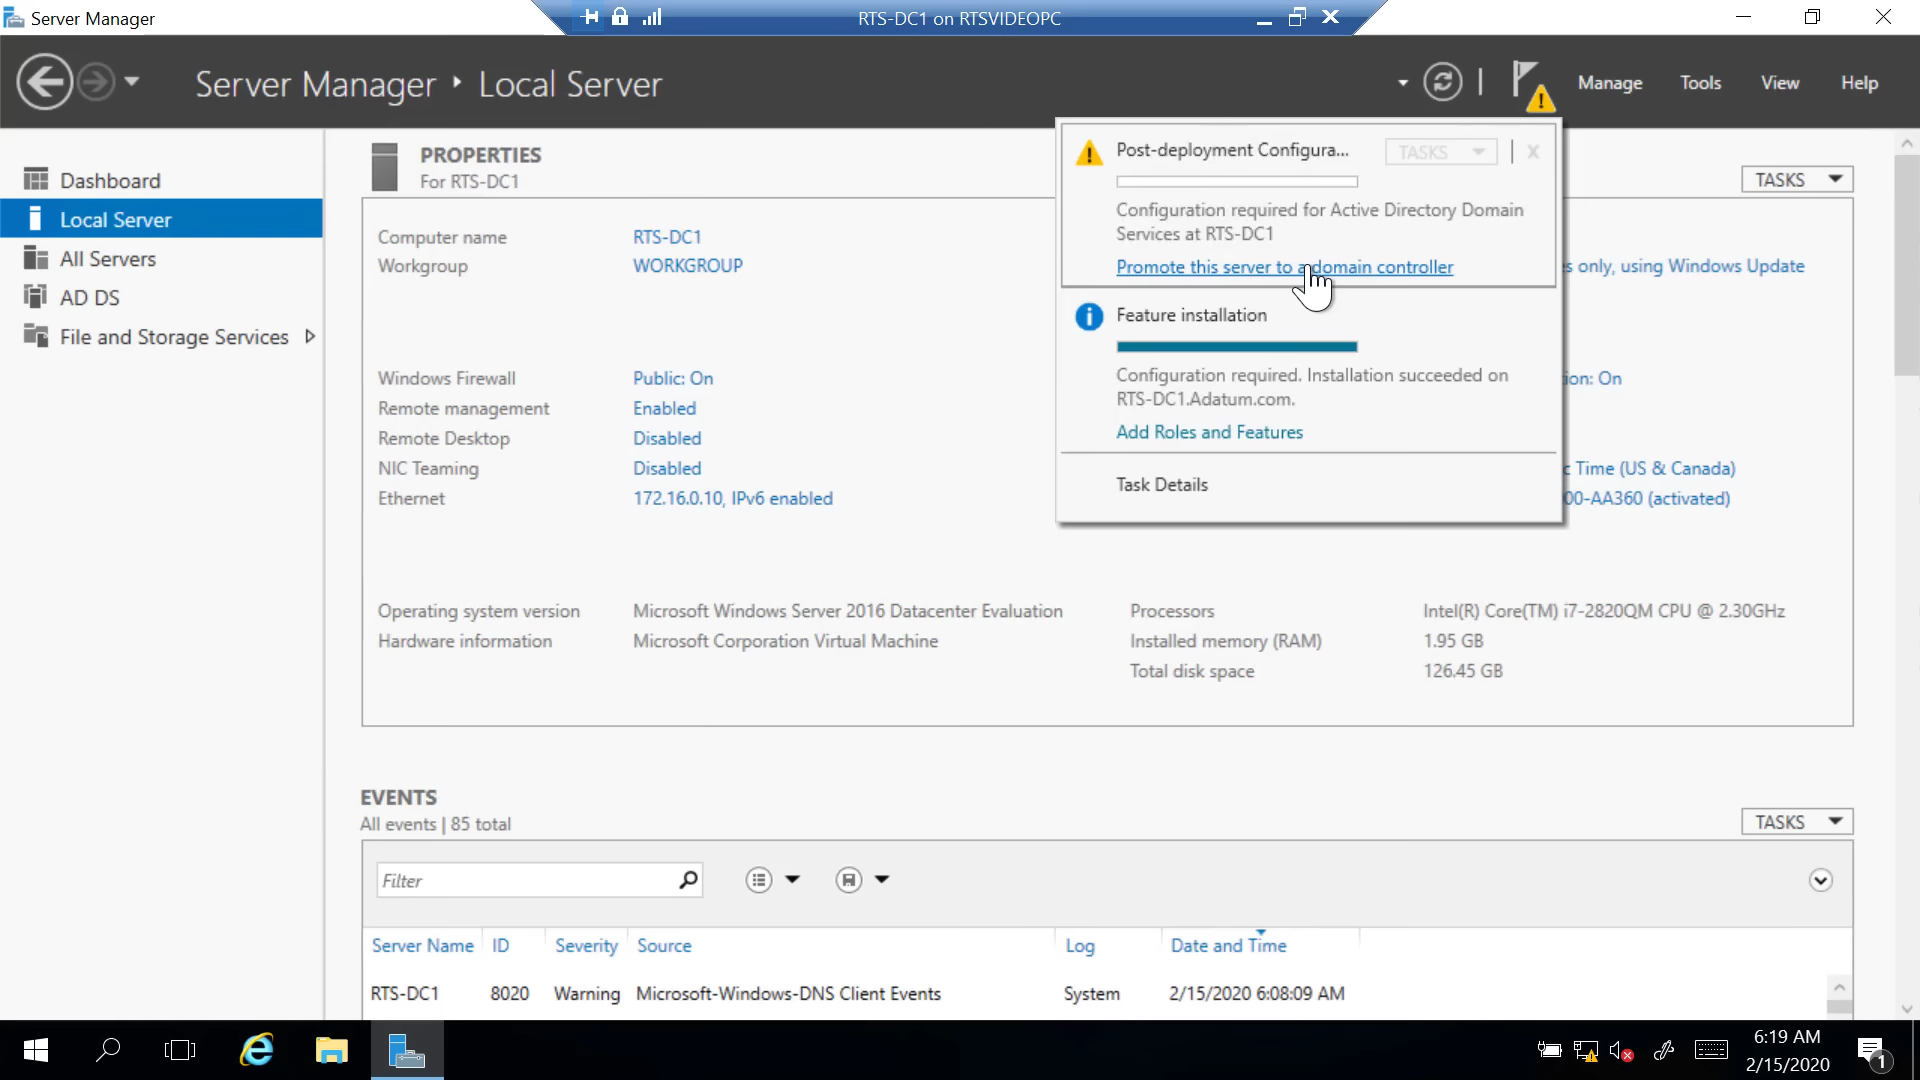 Server Manager
RTS-DC1 on RTSVIDEOPC
Server Manager ‣ Local Server
Manage
Tools
View
Help
Dashboard
Local Server
All Servers
AD DS
File and Storage Services
PROPERTIES
For RTS-DC1
TASKS
Computer name RTS-DC1
Workgroup WORKGROUP
Windows Firewall Public: On
Remote management Enabled
Remote Desktop Disabled
NIC Teaming Disabled
Ethernet 172.16.0.10, IPv6 enabled
Post-deployment Configura...
TASKS
X
Configuration required for Active Directory Domain
Services at RTS-DC1
Promote this server to a domain controller
Feature installation
Configuration required. Installation succeeded on
RTS-DC1.Adatum.com.
Add Roles and Features
Task Details
s only, using Windows Update
ion: On
c Time (US & Canada)
00-AA360 (activated)
Operating system version Microsoft Windows Server 2016 Datacenter Evaluation
Hardware information Microsoft Corporation Virtual Machine
Processors Intel(R) Core(TM) i7-2820QM CPU @ 2.30GHz
Installed memory (RAM) 1.95 GB
Total disk space 126.45 GB
EVENTS
All events | 85 total
TASKS
Filter
Server Name ID Severity Source Log Date and Time
RTS-DC1 8020 Warning Microsoft-Windows-DNS Client Events System 2/15/2020 6:08:09 AM
6:19 AM
2/15/2020
1